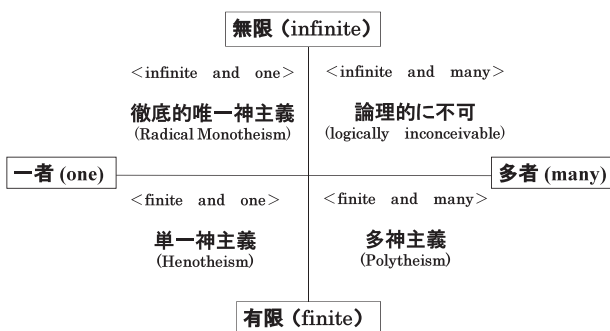 無限（infinite）
＜infinite and one＞
＜infinite and many＞
徹底的唯一神主義
(Radical Monotheism)
論理的に不可
(logically inconceivable)
一者 (one)
多者 (many)
＜finite and one＞
＜finite and many＞
単一神主義
(Henotheism)
多神主義
(Polytheism)
有限（finite）